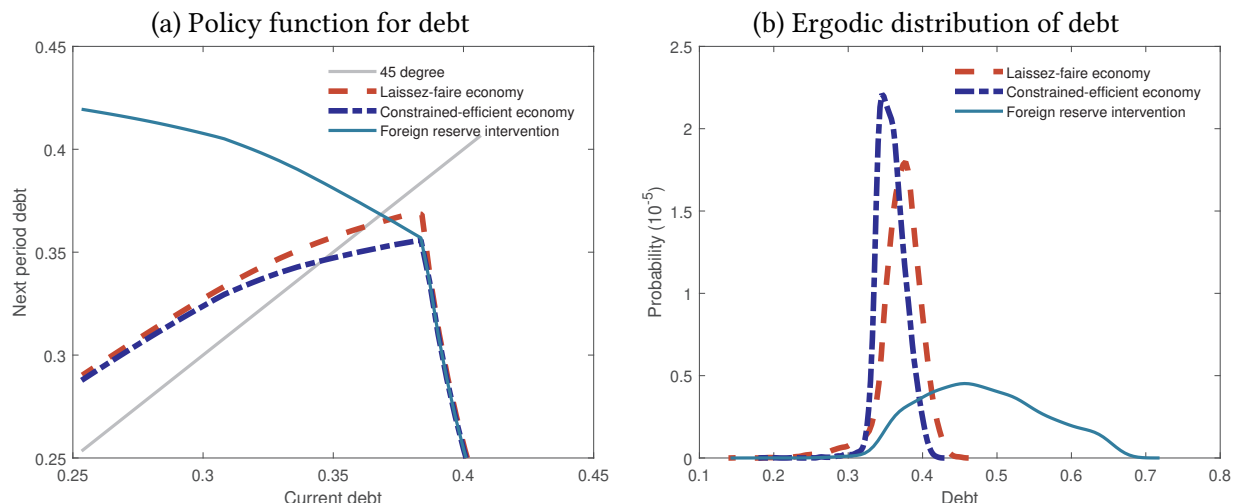 (a) Policy function for debt
0.45
0.4
0.35
0.3
0.25
Next period debt
45 degree
Laissez-faire economy
Constrained-efficient economy
Foreign reserve intervention
0.25 0.3 0.35 0.4 0.45
Current debt
(b) Ergodic distribution of debt
2.5
2
1.5
1
0.5
0
Probability (10⁻⁵)
Laissez-faire economy
Constrained-efficient economy
Foreign reserve intervention
0.1 0.2 0.3 0.4 0.5 0.6 0.7 0.8
Debt